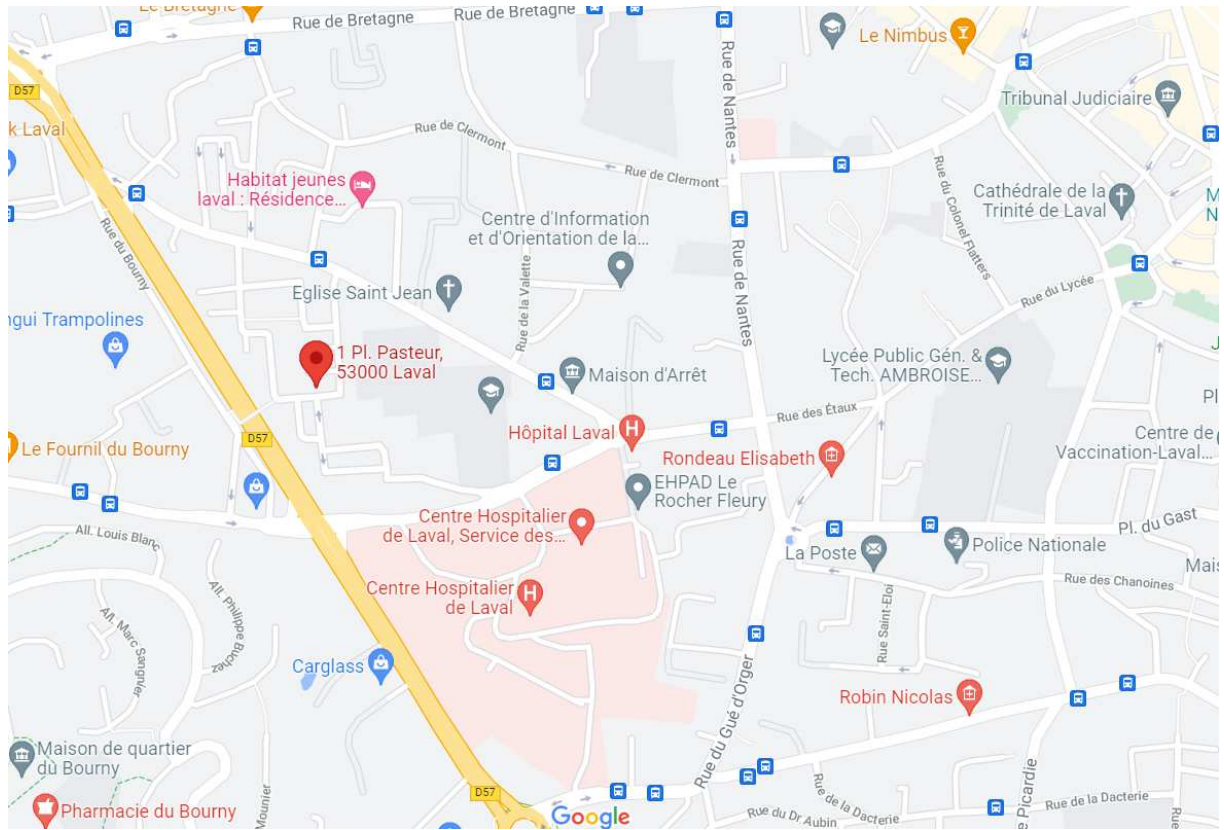 Le Bretagne
Rue de Bretagne
Rue de Bretagne
Rue de Nantes
Le Nimbus
D57
Tribunal Judiciaire
k Laval
Rue de Clermont
Rue de Clermont
Habitat jeunes
laval : Résidence...
Centre d'Information
et d'Orientation de la...
Rue du Colonel Flatters
Cathédrale de la
Trinité de Laval
M
N
Rue du Bourny
Rue de la Valette
Rue de Nantes
Eglise Saint Jean
Rue du Lycée
ngui Trampolines
1 Pl. Pasteur,
53000 Laval
Maison d'Arrêt
Lycée Public Gén. &
Tech. AMBROISE...
J
Pl
Rue des Étaux
Hôpital Laval
D57
Le Fournil du Bourny
Rondeau Elisabeth
Centre de
Vaccination-Laval...
EHPAD Le
Rocher Fleury
Centre Hospitalier
de Laval, Service des...
All. Louis Blanc
Pl. du Gast
La Poste
Police Nationale
Mais
Rue des Chanoines
Centre Hospitalier
de Laval
All. Philippe Buchez
All. Marc Sangnier
Rue Saint-Eloi
Carglass
Robin Nicolas
Rue du Gué d'Orger
Maison de quartier
du Bourny
Pharmacie du Bourny
Mounier
D57
Google
Rue du Dr Aubin
Rue de la Dacterie
Rue de la Dacterie
e Picardie